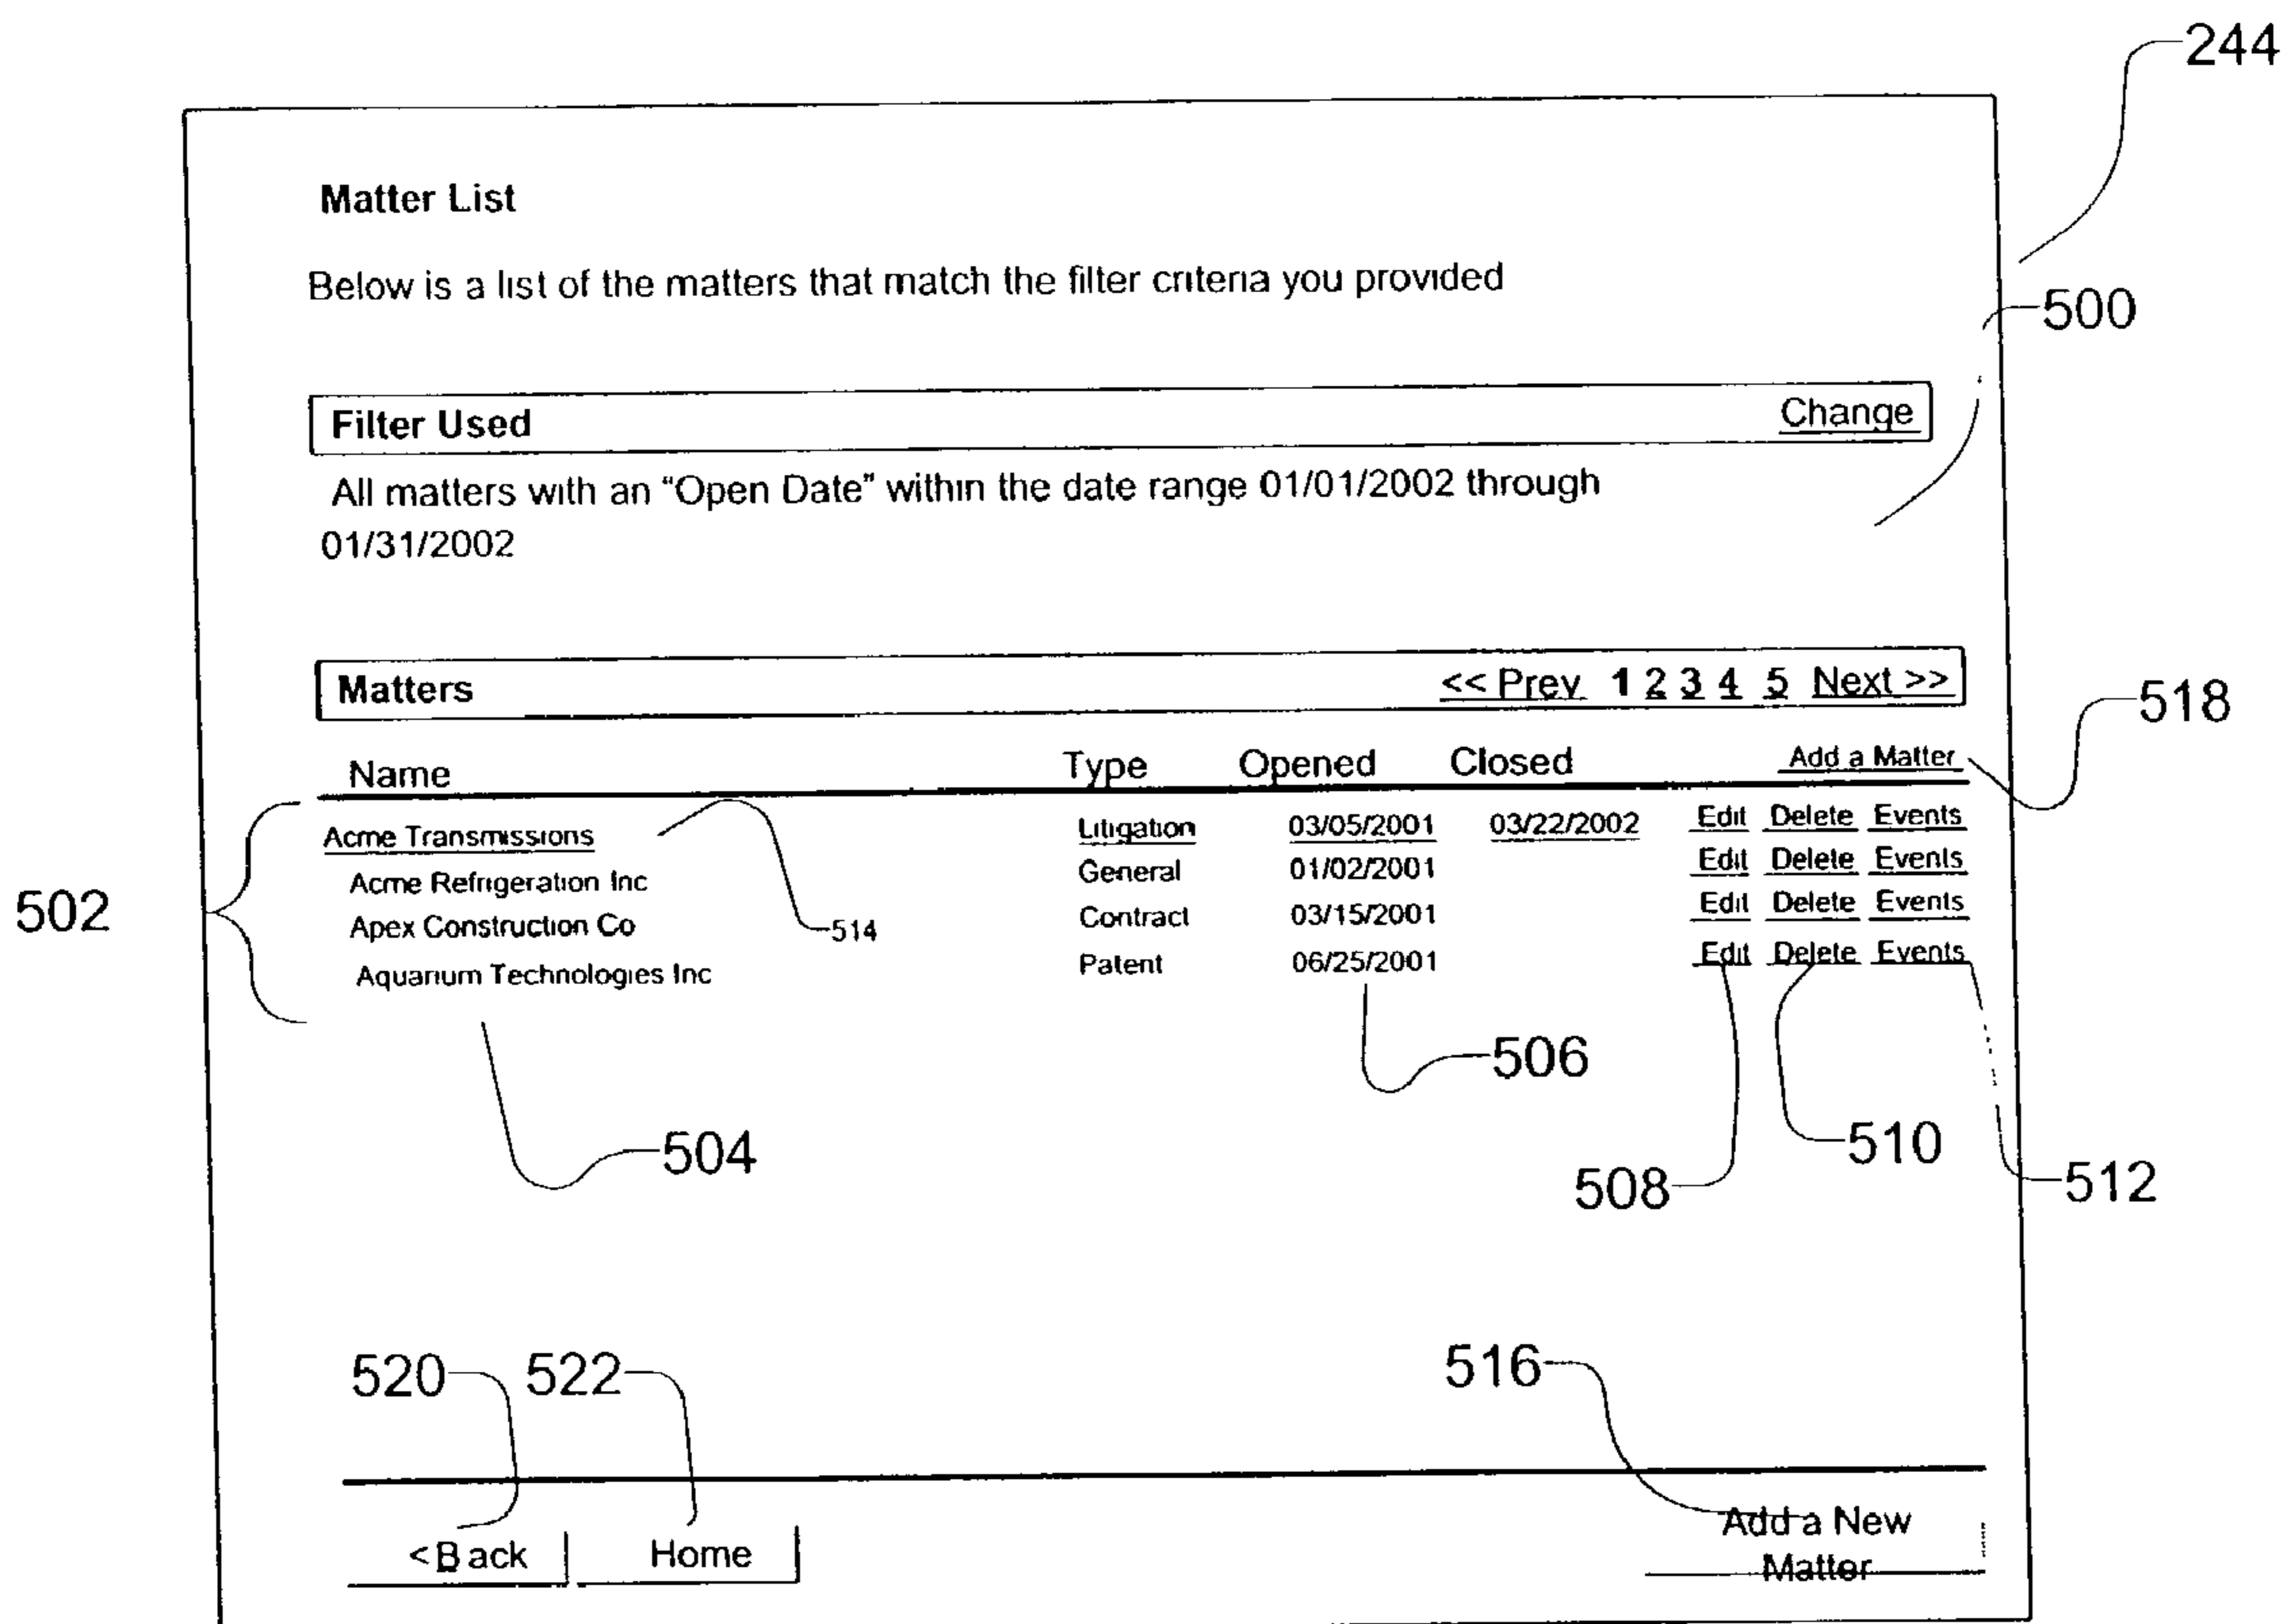 244
Matter List
Below is a list of the matters that match the filter criteria you provided
500
Filter Used Change
All matters with an “Open Date” within the date range 01/01/2002 through
01/31/2002
Matters << Prev 1 2 3 4 5 Next >>
518
Name Type Opened Closed Add a Matter
Acme Transmissions Litigation 03/05/2001 03/22/2002 Edit Delete Events
Acme Refrigeration Inc General 01/02/2001 Edit Delete Events
502
Apex Construction Co 514 Contract 03/15/2001 Edit Delete Events
Aquarium Technologies Inc Patent 06/25/2001 Edit Delete Events
506
504 510
508 512
520 522 516
<Back Home Add a New
Matter